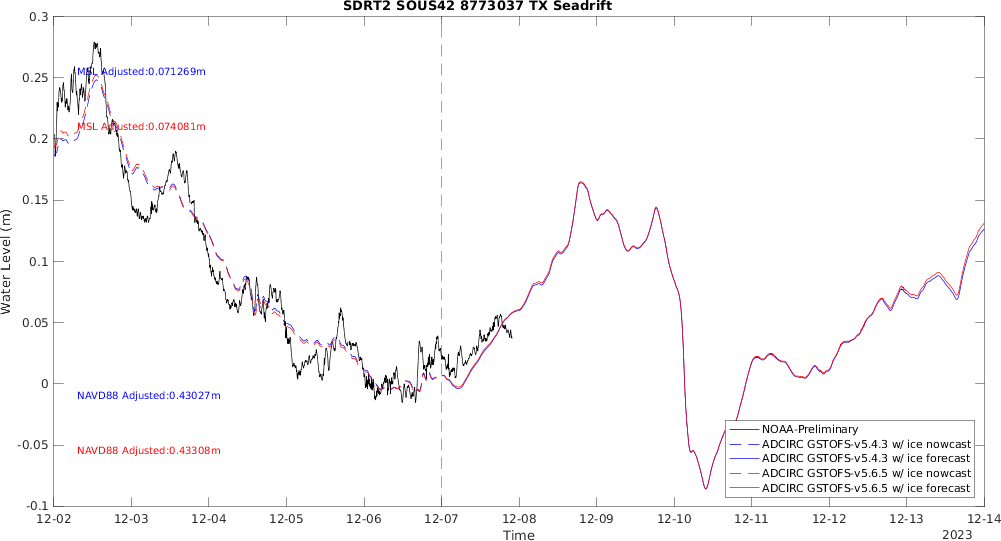 SDRT2 SOUS42 8773037 TX Seadrift
0.3
0.25
0.2
0.15
0.1
0.05
0
-0.05
-0.1
Water Level (m)
MSL Adjusted:0.071269m
MSL Adjusted:0.074081m
NAVD88 Adjusted:0.43027m
NAVD88 Adjusted:0.43308m
NOAA-Preliminary
ADCIRC GSTOFS-v5.4.3 w/ ice nowcast
ADCIRC GSTOFS-v5.4.3 w/ ice forecast
ADCIRC GSTOFS-v5.6.5 w/ ice nowcast
ADCIRC GSTOFS-v5.6.5 w/ ice forecast
12-02 12-03 12-04 12-05 12-06 12-07 12-08 12-09 12-10 12-11 12-12 12-13 12-14
Time
2023